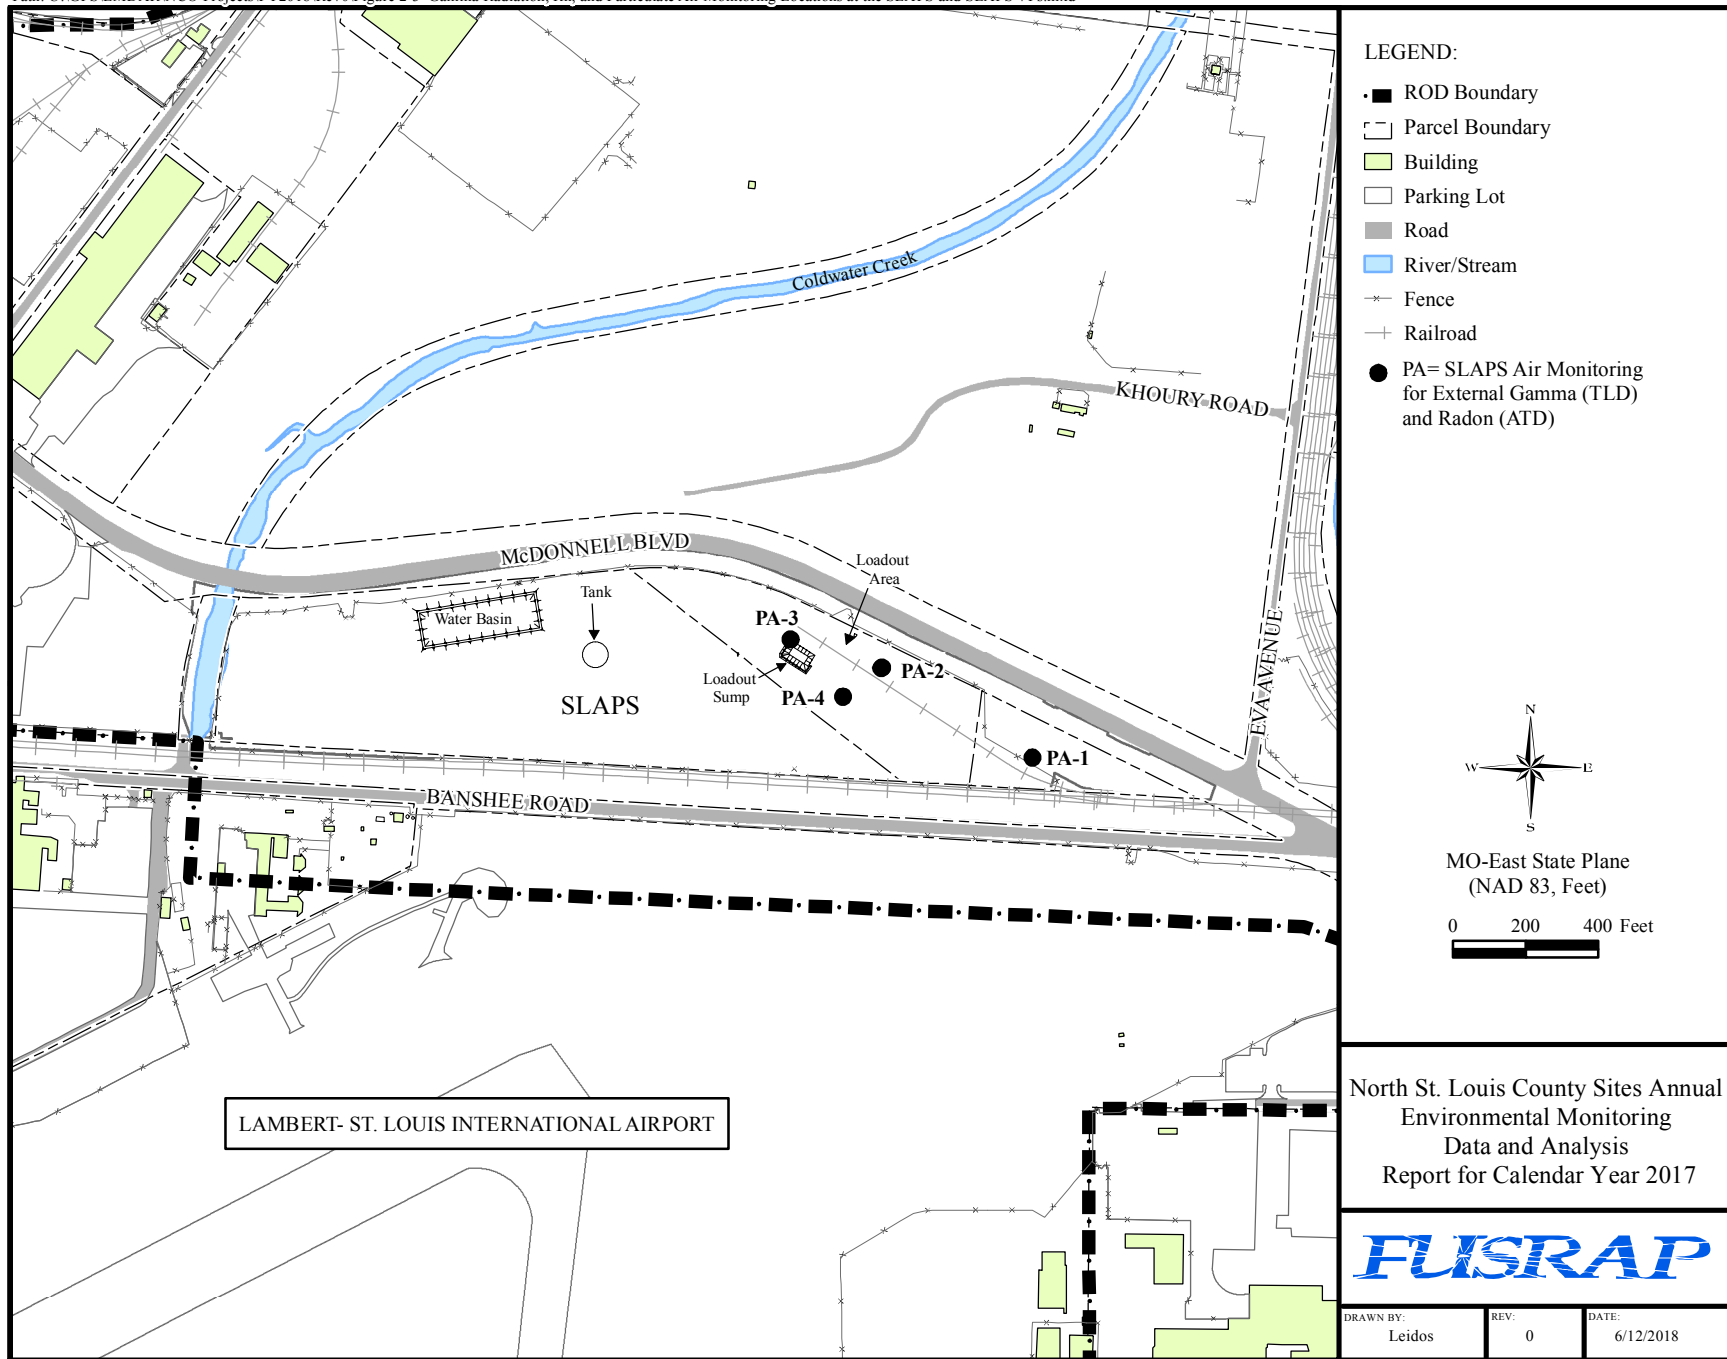 LEGEND:
ROD Boundary
Parcel Boundary
Building
Parking Lot
Road
River/Stream
Fence
Railroad
PA= SLAPS Air Monitoring
for External Gamma (TLD)
and Radon (ATD)
Coldwater Creek
KHOURY ROAD
McDONNELL BLVD
Loadout
Area
Tank
Water Basin
PA-3
PA-2
Loadout
Sump
PA-4
SLAPS
PA-1
EVA AVENUE
BANSHEE ROAD
LAMBERT- ST. LOUIS INTERNATIONAL AIRPORT
N
W
E
S
MO-East State Plane
(NAD 83, Feet)
0 200 400 Feet
North St. Louis County Sites Annual
Environmental Monitoring
Data and Analysis
Report for Calendar Year 2017
FUSRAP
DRAWN BY:
Leidos
REV:
0
DATE:
6/12/2018